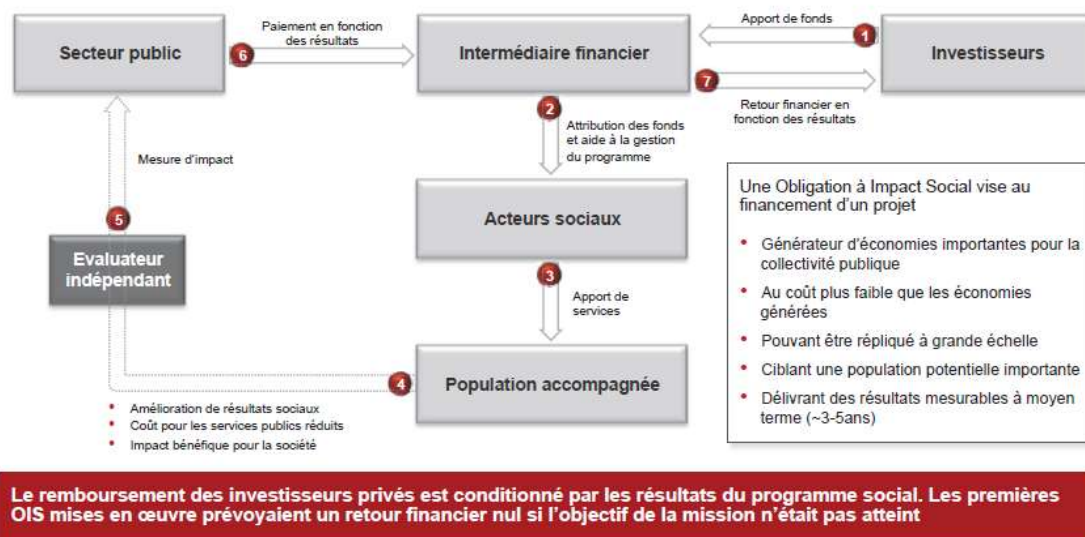 Secteur public
6
Paiement en fonction
des résultats
Intermédiaire financier
Apport de fonds
1
Investisseurs
7
Retour financier en
fonction des résultats
2
Attribution des fonds
et aide à la gestion
du programme
Mesure d'impact
Acteurs sociaux
5
Evaluateur
indépendant
3
Apport de
services
4
Population accompagnée
• Amélioration de résultats sociaux
• Coût pour les services publics réduits
• Impact bénéfique pour la société
Une Obligation à Impact Social vise au
financement d'un projet
• Générateur d'économies importantes pour la
collectivité publique
• Au coût plus faible que les économies
générées
• Pouvant être répliqué à grande échelle
• Ciblant une population potentielle importante
• Délivrant des résultats mesurables à moyen
terme (~3-5ans)
Le remboursement des investisseurs privés est conditionné par les résultats du programme social. Les premières
OIS mises en œuvre prévoyaient un retour financier nul si l'objectif de la mission n'était pas atteint